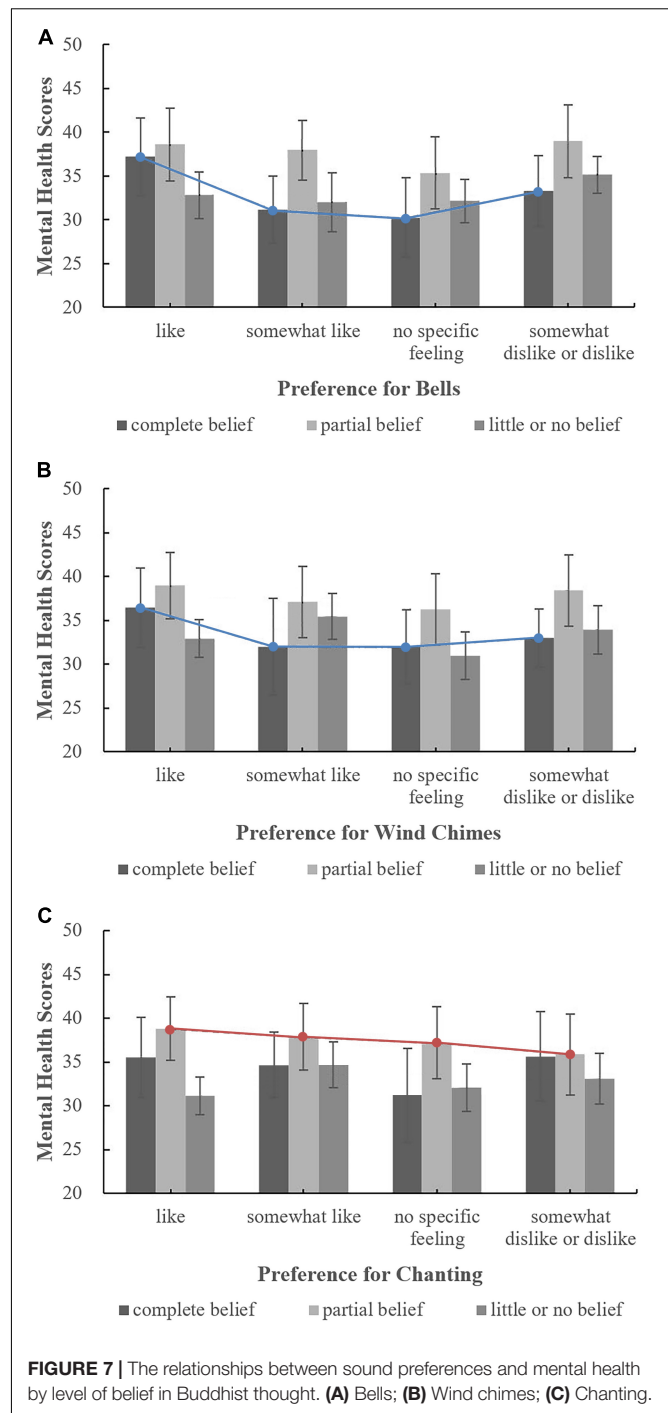 A
50
45
40
35
30
25
20
Mental Health Scores
like
somewhat like
no specific
feeling
somewhat
dislike or dislike
Preference for Bells
complete belief
partial belief
little or no belief
B
50
45
40
35
30
25
20
Mental Health Scores
like
somewhat like
no specific
feeling
somewhat
dislike or dislike
Preference for Wind Chimes
complete belief
partial belief
little or no belief
C
50
45
40
35
30
25
20
Mental Health Scores
like
somewhat like
no specific
feeling
somewhat
dislike or dislike
Preference for Chanting
complete belief
partial belief
little or no belief
FIGURE 7 | The relationships between sound preferences and mental health
by level of belief in Buddhist thought. (A) Bells; (B) Wind chimes; (C) Chanting.